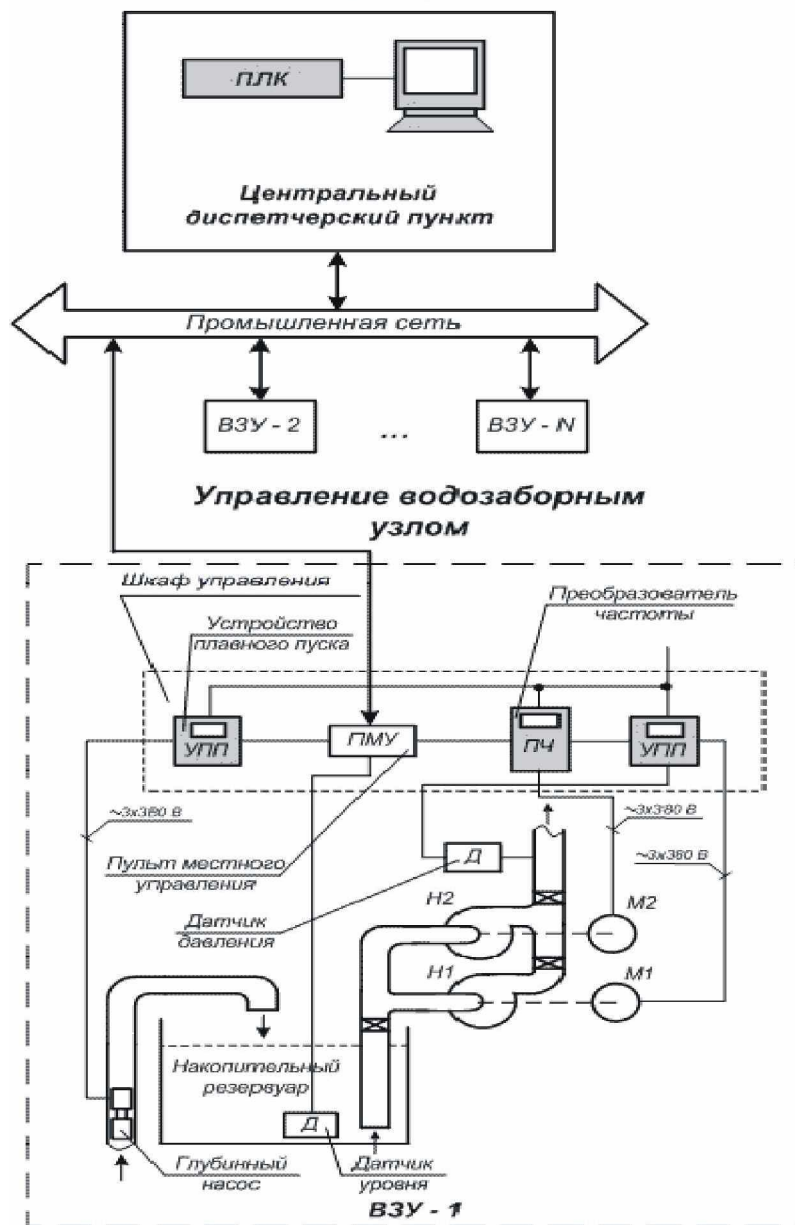 ПЛК
Центральный
диспетчерский пункт
Промышленная сеть
ВЗУ - 2
...
ВЗУ - N
Управление водозаборным
узлом
Шкаф управления
Устройство
плавного пуска
Преобразователь
частоты
УПП
ПМУ
ПЧ
УПП
~3х380 В
~3х380 В
~3х380 В
Пульт местного
управления
Д
Датчик
давления
Н2
М2
Н1
М1
Накопительный
резервуар
Д
Глубинный
насос
Датчик
уровня
ВЗУ - 1